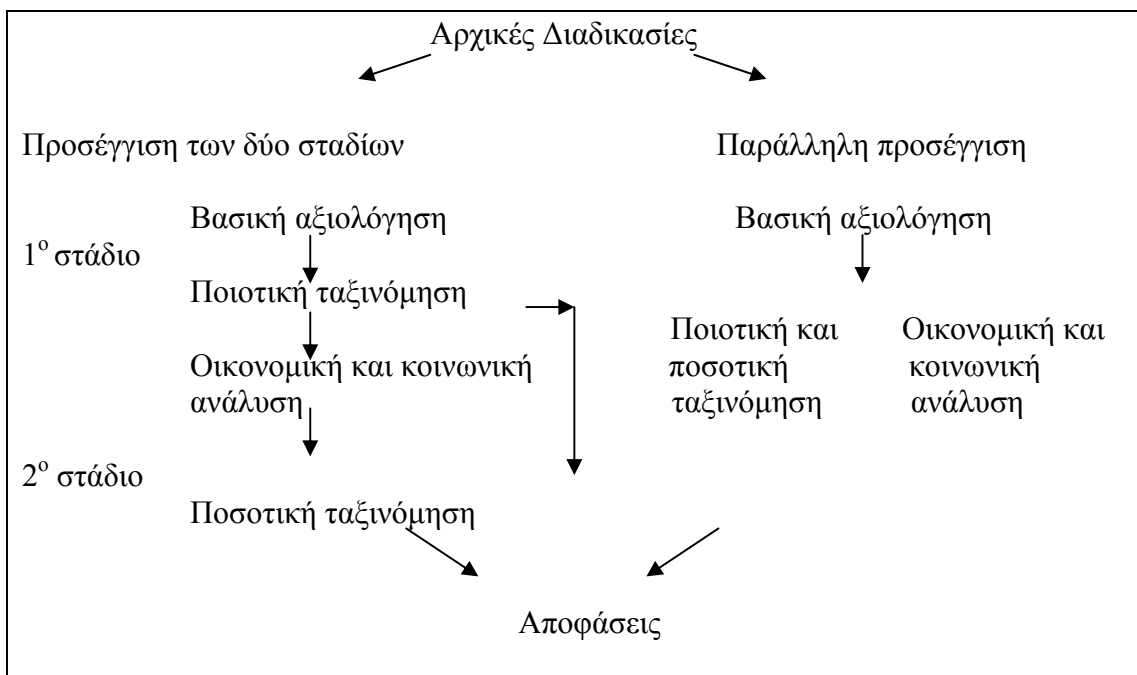 Αρχικές Διαδικασίες
Προσέγγιση των δύο σταδίων
Παράλληλη προσέγγιση
Βασική αξιολόγηση
Βασική αξιολόγηση
1ο στάδιο
Ποιοτική ταξινόμηση
Οικονομική και κοινωνική
ανάλυση
Ποιοτική και
ποσοτική
ταξινόμηση
Οικονομική και
κοινωνική
ανάλυση
2ο στάδιο
Ποσοτική ταξινόμηση
Αποφάσεις